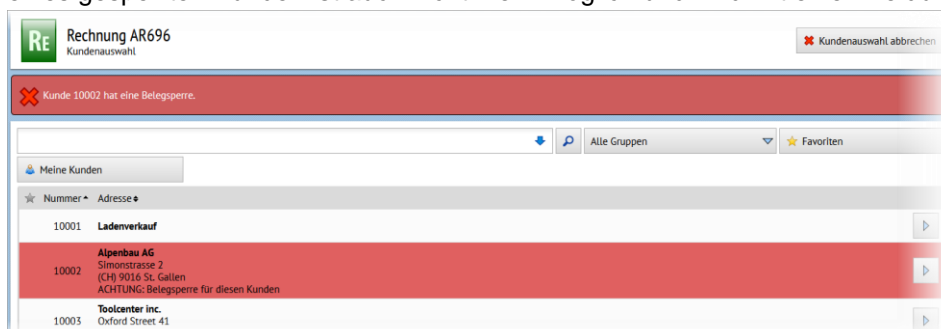 RE
Rechnung AR696
Kundenauswahl
Kundenauswahl abbrechen
Kunde 10002 hat eine Belegsperre.
Alle Gruppen
Favoriten
Meine Kunden
Nummer Adresse
10001 Ladenverkauf
Alpenbau AG
10002 Simonstrasse 2
(CH) 9016 St. Gallen
ACHTUNG: Belegsperre für diesen Kunden
Toolcenter inc.
10003 Oxford Street 41